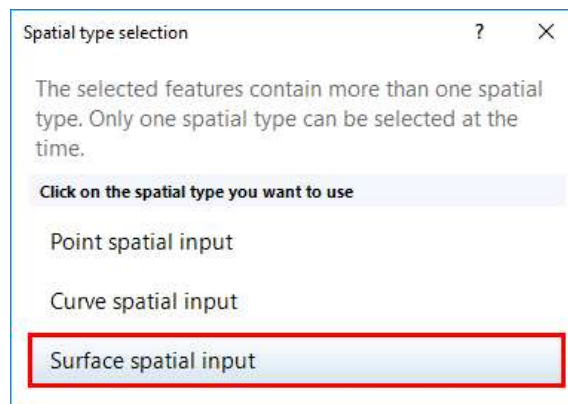 Spatial type selection ? ×
The selected features contain more than one spatial
type. Only one spatial type can be selected at the
time.
Click on the spatial type you want to use
Point spatial input
Curve spatial input
Surface spatial input